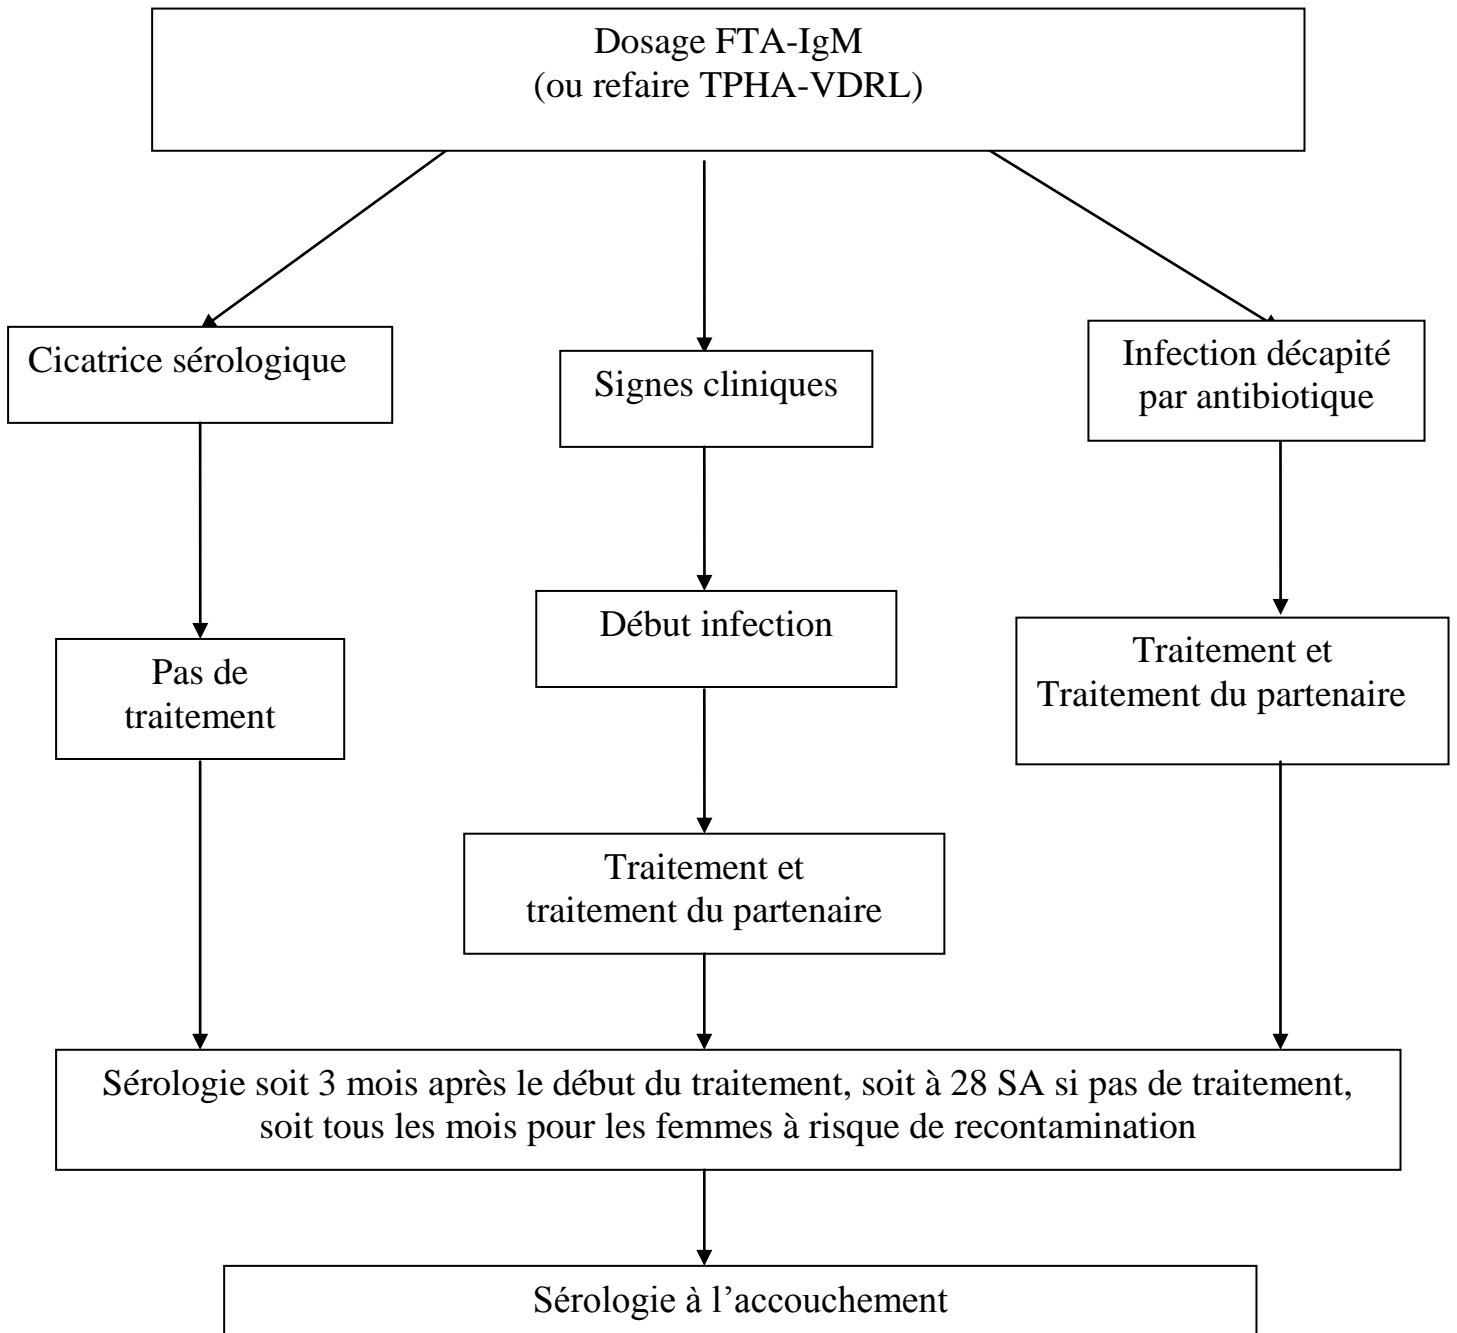 Dosage FTA-IgM
(ou refaire TPHA-VDRL)
Cicatrice sérologique
Signes cliniques
Infection décapité
par antibiotique
Pas de
traitement
Début infection
Traitement et
Traitement du partenaire
Traitement et
traitement du partenaire
Sérologie soit 3 mois après le début du traitement, soit à 28 SA si pas de traitement,
soit tous les mois pour les femmes à risque de recontamination
Sérologie à l’accouchement